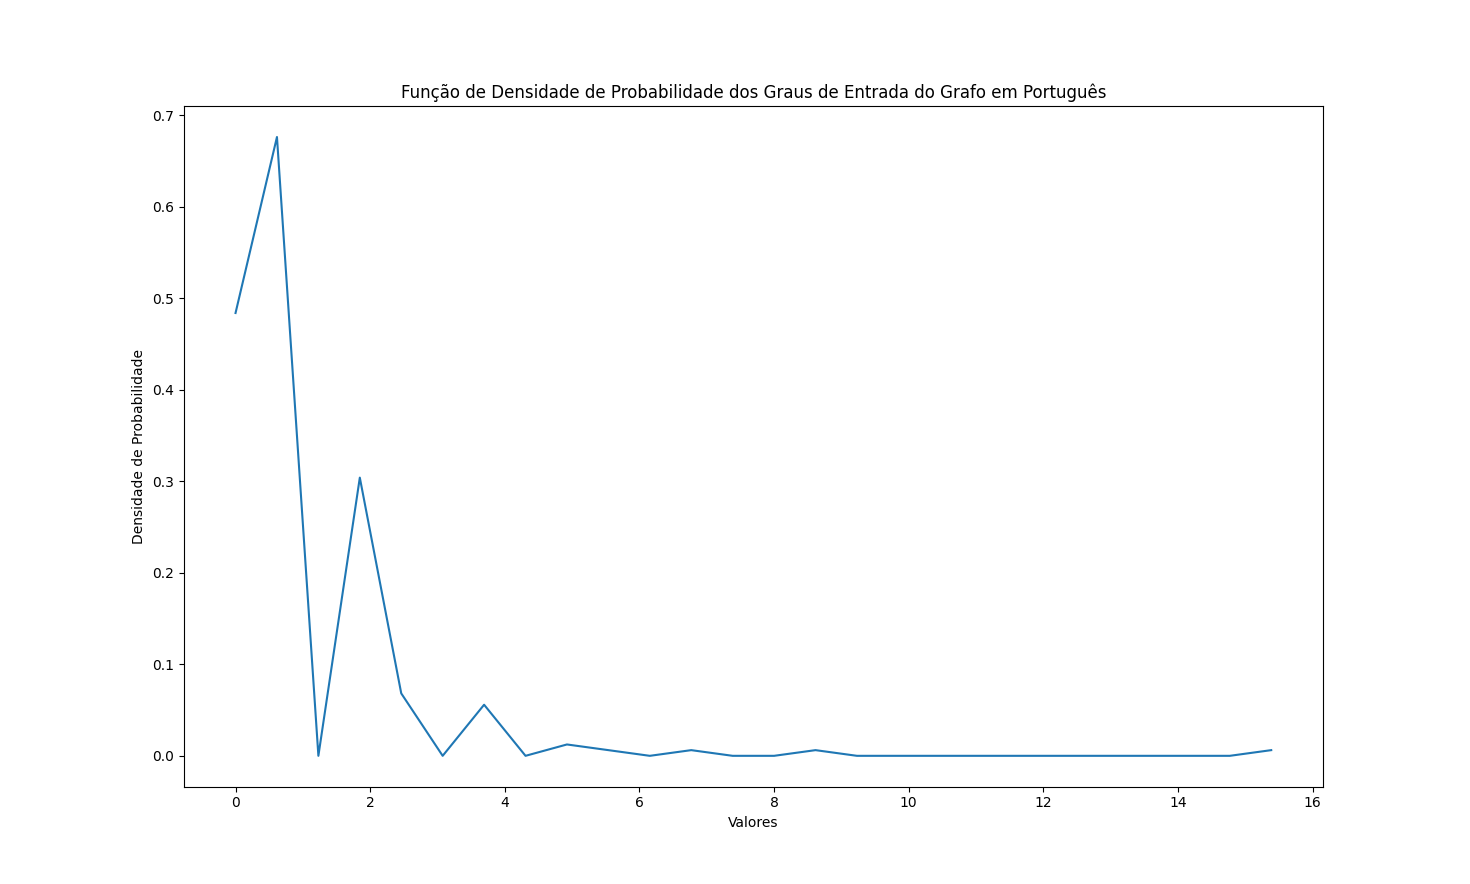 Função de Densidade de Probabilidade dos Graus de Entrada do Grafo em Português
0.7
0.6
0.5
0.4
0.3
0.2
0.1
0.0
Densidade de Probabilidade
0 2 4 6 8 10 12 14 16
Valores